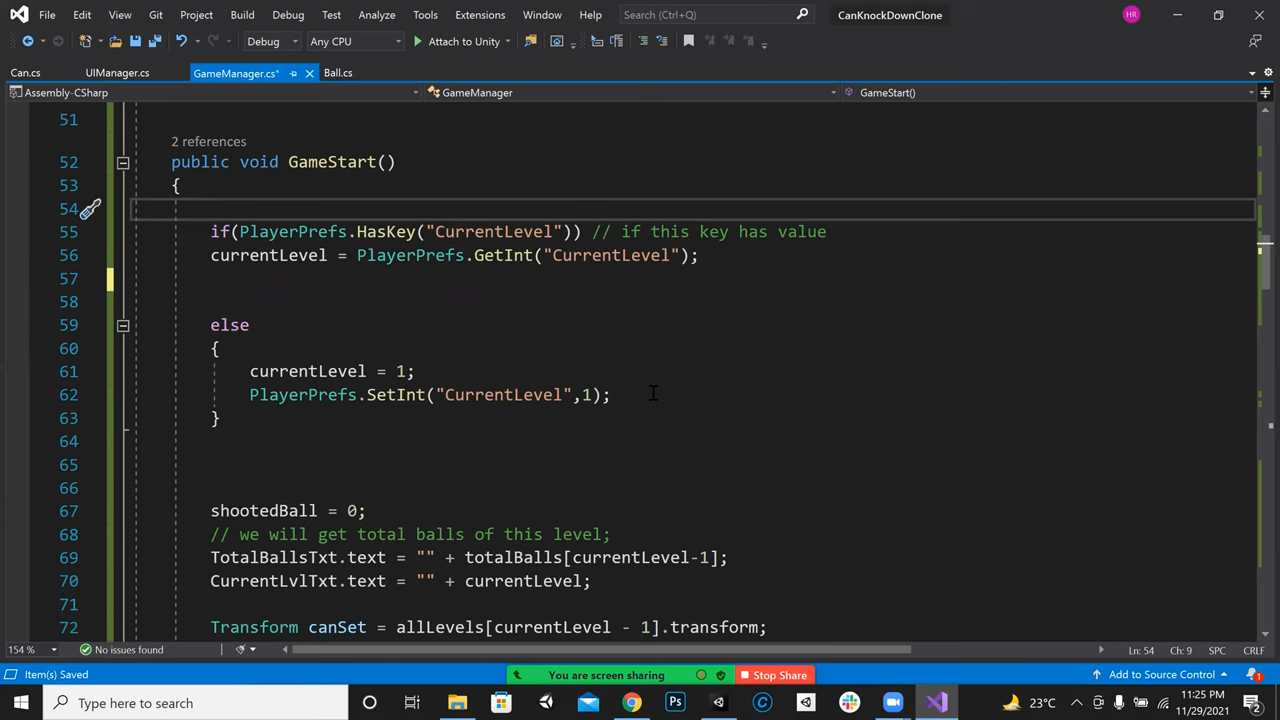 File Edit View Git Project Build Debug Test Analyze Tools Extensions Window Help Search (Ctrl+Q) CanKnockDownClone HR
Debug Any CPU Attach to Unity
Can.cs UIManager.cs GameManager.cs* Ball.cs
Assembly-CSharp GameManager GameStart()
51
2 references
52 public void GameStart()
53 {
54
55 if(PlayerPrefs.HasKey("CurrentLevel")) // if this key has value
56 currentLevel = PlayerPrefs.GetInt("CurrentLevel");
57
58
59 else
60 {
61 currentLevel = 1;
62 PlayerPrefs.SetInt("CurrentLevel",1);
63 }
64
65
66
67 shootedBall = 0;
68 // we will get total balls of this level;
69 TotalBallsTxt.text = "" + totalBalls[currentLevel-1];
70 CurrentLvlTxt.text = "" + currentLevel;
71
72 Transform canSet = allLevels[currentLevel - 1].transform;
154 % No issues found Ln: 54 Ch: 9 SPC CRLF
Item(s) Saved You are screen sharing Stop Share Add to Source Control 1
Type here to search 23°C 11:25 PM
11/29/2021